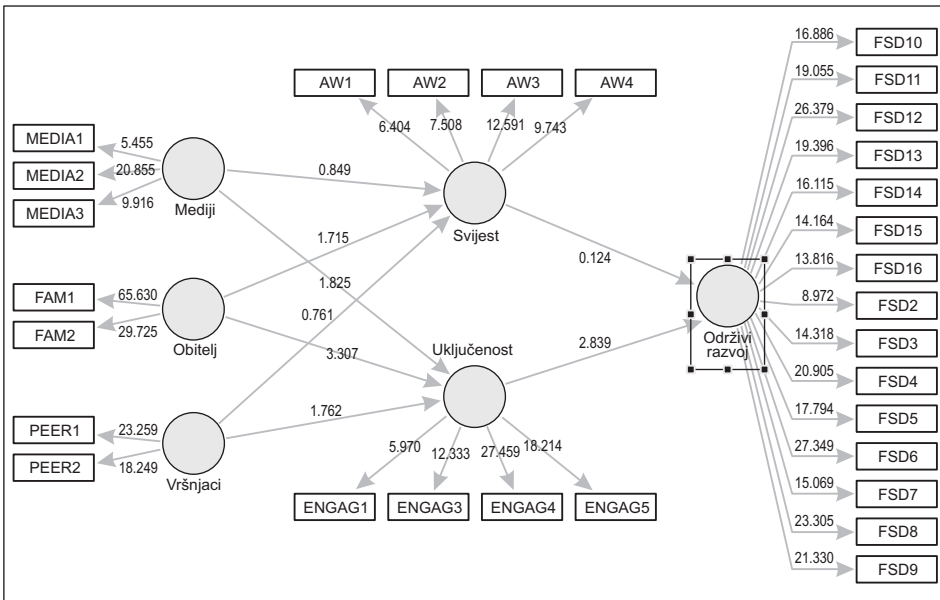 AW1
AW2
AW3
AW4
6.404
7.508
12.591
9.743
MEDIA1
MEDIA2
MEDIA3
5.455
20.855
9.916
Mediji
0.849
Svijest
1.715
1.825
0.761
0.124
FAM1
FAM2
65.630
29.725
Obitelj
3.307
Uključenost
2.839
PEER1
PEER2
23.259
18.249
Vršnjaci
1.762
5.970
12.333
27.459
18.214
ENGAG1
ENGAG3
ENGAG4
ENGAG5
Održivi
razvoj
16.886
FSD10
19.055
FSD11
26.379
FSD12
19.396
FSD13
16.115
FSD14
14.164
FSD15
13.816
FSD16
8.972
FSD2
14.318
FSD3
20.905
FSD4
17.794
FSD5
27.349
FSD6
15.069
FSD7
23.305
FSD8
21.330
FSD9